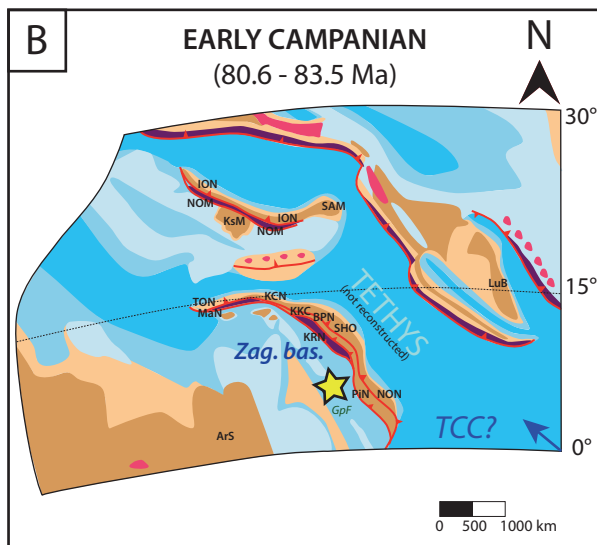 B
EARLY CAMPANIAN
(80.6 - 83.5 Ma)
N
30°
ION
NOM
KsM
ION
NOM
SAM
TETHYS
(not reconstructed)
LuB
15°
TON
MaN
KCN
KKC
BPN
SHO
KRN
Zag. bas.
PiN
NON
GpF
ArS
TCC?
0°
0 500 1000 km